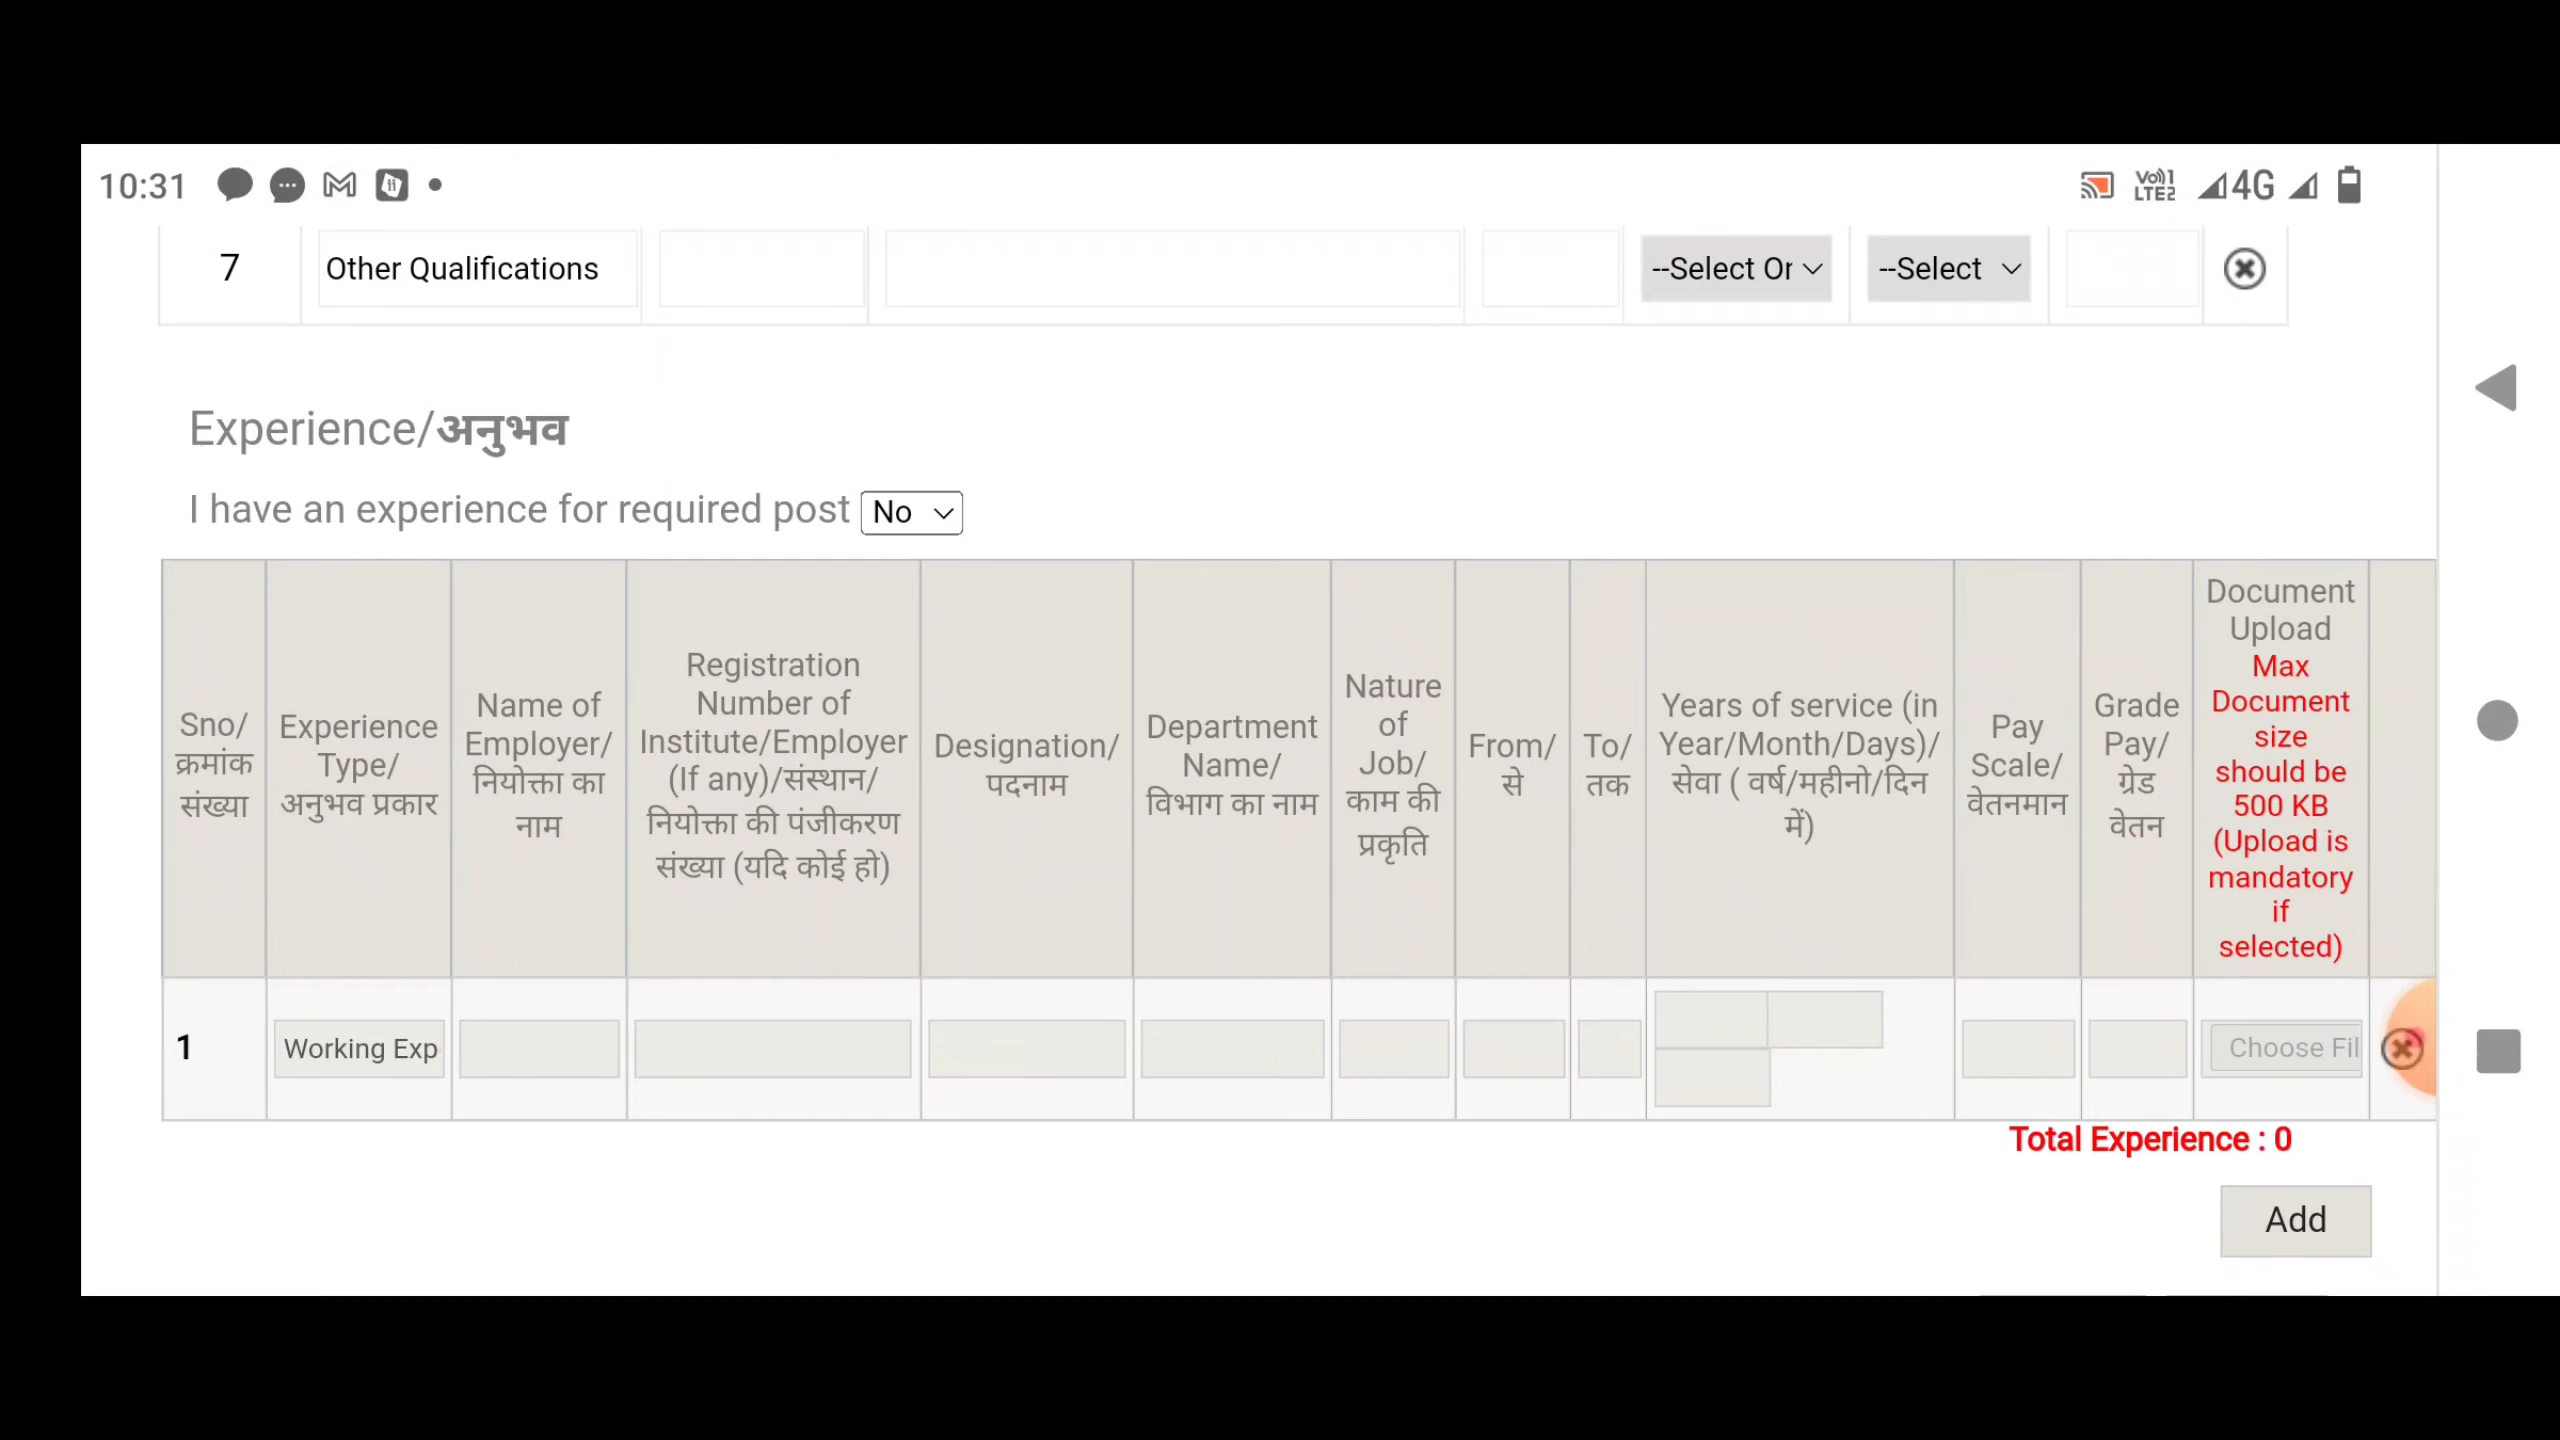 10:31
Vo))1 LTE2 4G
7 Other Qualifications --Select Or --Select
Experience/अनुभव
I have an experience for required post No
Sno/
क्रमांक
संख्या
Experience
Type/
अनुभव प्रकार
Name of
Employer/
नियोक्ता का
नाम
Registration
Number of
Institute/Employer
(If any)/संस्थान/
नियोक्ता की पंजीकरण
संख्या (यदि कोई हो)
Designation/
पदनाम
Department
Name/
विभाग का नाम
Nature
of
Job/
काम की
प्रकृति
From/
से
To/
तक
Years of service (in
Year/Month/Days)/
सेवा ( वर्ष/महीनो/दिन
में)
Pay
Scale/
वेतनमान
Grade
Pay/
ग्रेड
वेतन
Document
Upload
Max
Document
size
should be
500 KB
(Upload is
mandatory
if
selected)
1 Working Exp Choose Fil
Total Experience : 0
Add